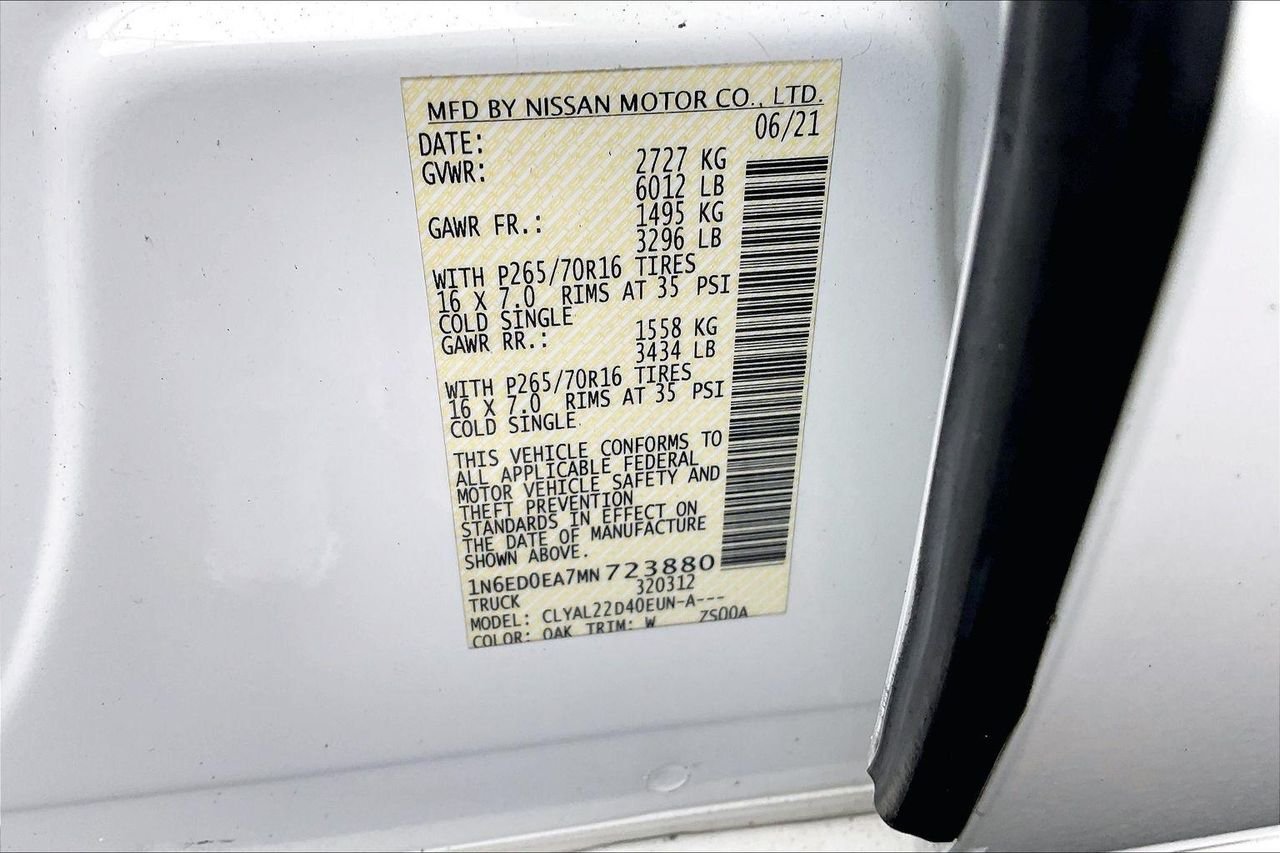 MFD BY NISSAN MOTOR CO., LTD.
DATE: 06/21
GVWR: 2727 KG
6012 LB
GAWR FR.: 1495 KG
3296 LB
WITH P265/70R16 TIRES
16 X 7.0 RIMS AT 35 PSI
COLD SINGLE
GAWR RR.: 1558 KG
3434 LB
WITH P265/70R16 TIRES
16 X 7.0 RIMS AT 35 PSI
COLD SINGLE
THIS VEHICLE CONFORMS TO
ALL APPLICABLE FEDERAL
MOTOR VEHICLE SAFETY AND
THEFT PREVENTION
STANDARDS IN EFFECT ON
THE DATE OF MANUFACTURE
SHOWN ABOVE.
1N6ED0EA7MN723880
TRUCK 320312
MODEL: CLYAL22D40EUN-A---
COLOR: QAK TRIM: W ZS00A